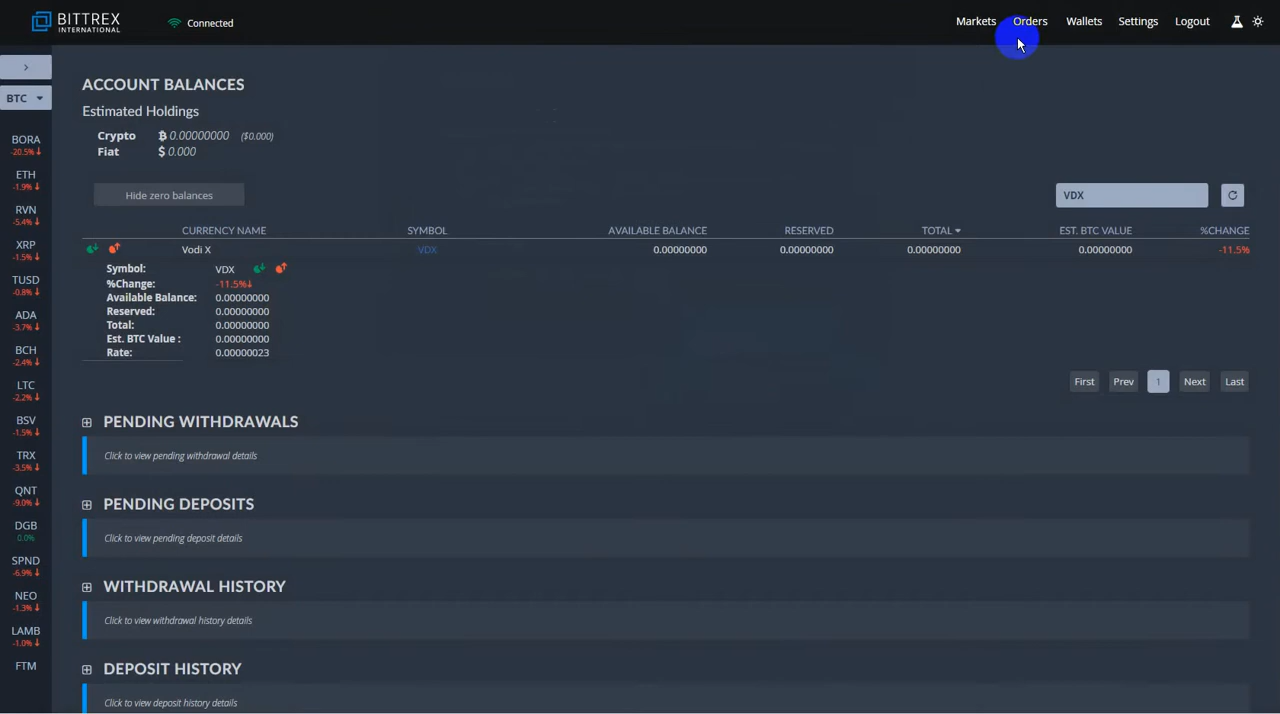 BITTREX
INTERNATIONAL
Connected
Markets Orders Wallets Settings Logout
BTC
BORA
-20.5%↓
ETH
-1.9%↓
RVN
-5.4%↓
XRP
-1.5%↓
TUSD
-0.8%↓
ADA
-3.7%↓
BCH
-2.4%↓
LTC
-2.2%↓
BSV
-1.5%↓
TRX
-3.5%↓
QNT
-9.0%↓
DGB
0.0%
SPND
-6.9%↓
NEO
-1.3%↓
LAMB
-1.0%↓
FTM
ACCOUNT BALANCES
Estimated Holdings
Crypto ₿ 0.00000000 ($0.000)
Fiat $ 0.000
Hide zero balances
VDX
CURRENCY NAME SYMBOL AVAILABLE BALANCE RESERVED TOTAL EST. BTC VALUE %CHANGE
Vodi X VDX 0.00000000 0.00000000 0.00000000 0.00000000 -11.5%
Symbol: VDX
%Change: -11.5%↓
Available Balance: 0.00000000
Reserved: 0.00000000
Total: 0.00000000
Est. BTC Value : 0.00000000
Rate: 0.00000023
First Prev 1 Next Last
PENDING WITHDRAWALS
Click to view pending withdrawal details
PENDING DEPOSITS
Click to view pending deposit details
WITHDRAWAL HISTORY
Click to view withdrawal history details
DEPOSIT HISTORY
Click to view deposit history details